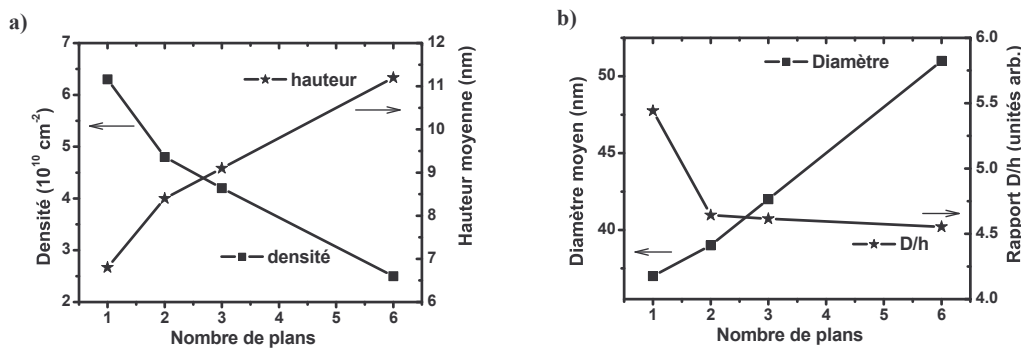 a)
Densité (10^10 cm^-2)
7
6
5
4
3
2
hauteur
densité
12
11
10
9
8
7
6
Hauteur moyenne (nm)
1 2 3 4 5 6
Nombre de plans
b)
Diamètre moyen (nm)
50
45
40
Diamètre
D/h
6.0
5.5
5.0
4.5
4.0
Rapport D/h (unités arb.)
1 2 3 4 5 6
Nombre de plans